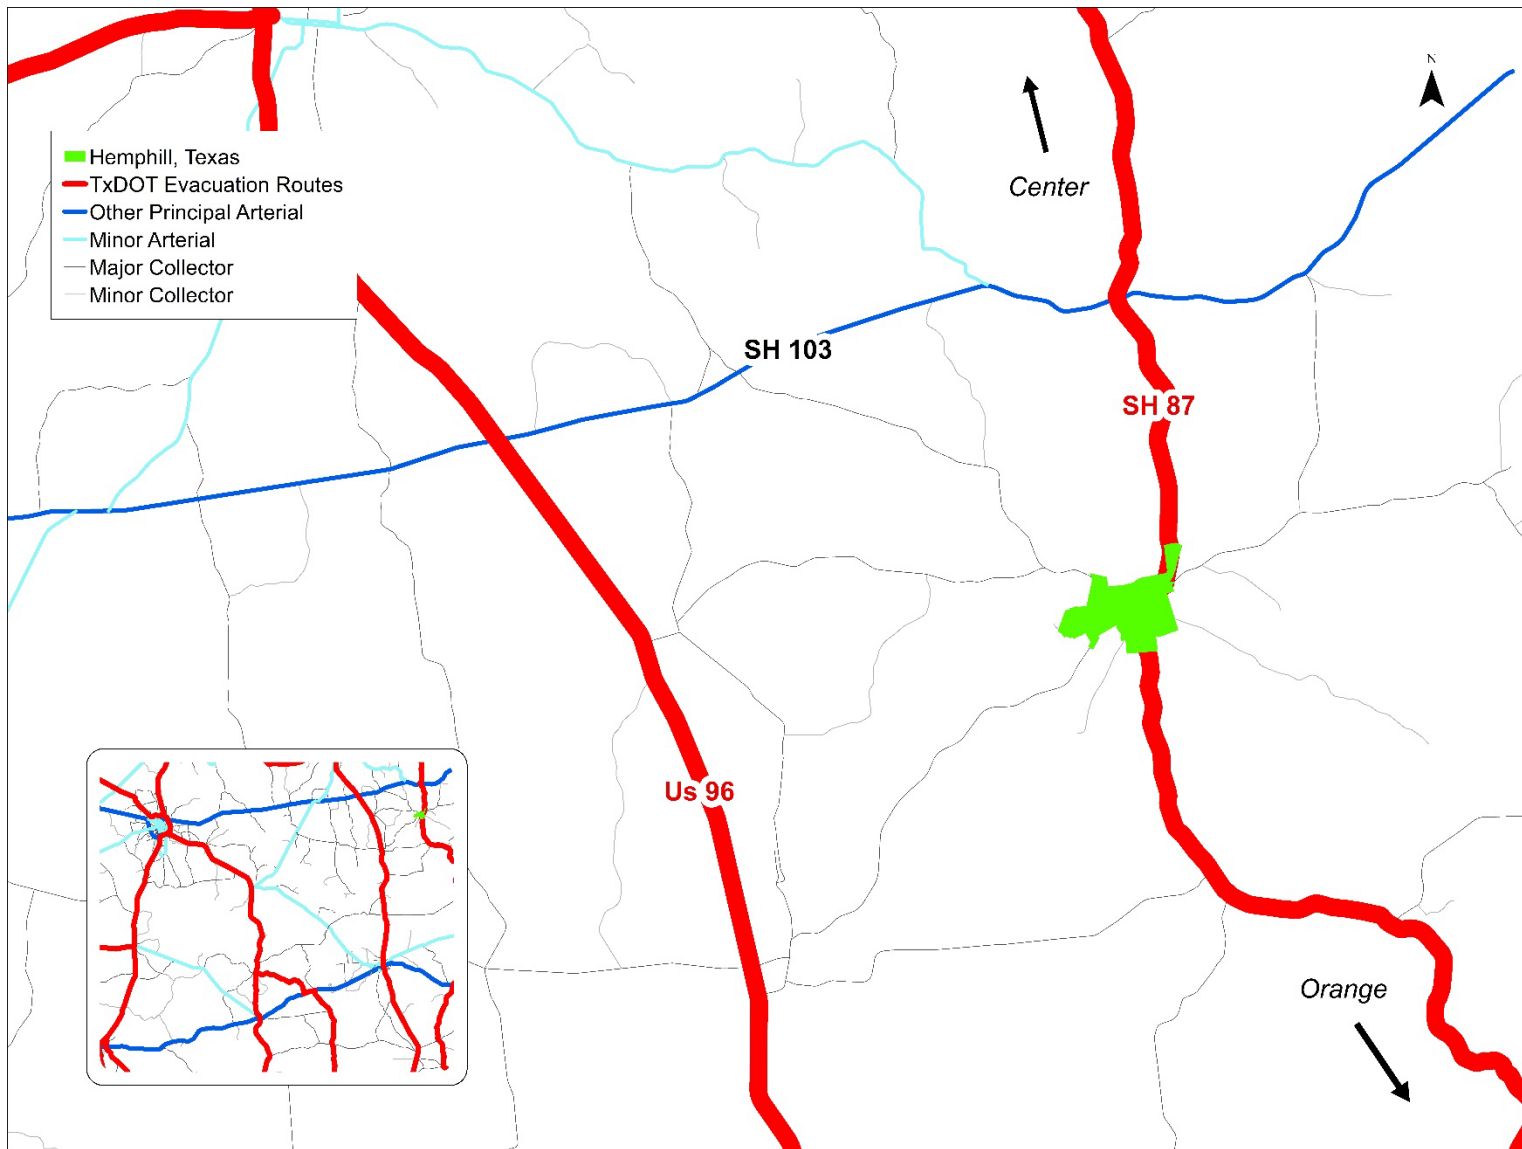 N
Center
Hemphill, Texas
TxDOT Evacuation Routes
Other Principal Arterial
Minor Arterial
Major Collector
Minor Collector
SH 103
SH 87
Us 96
Orange